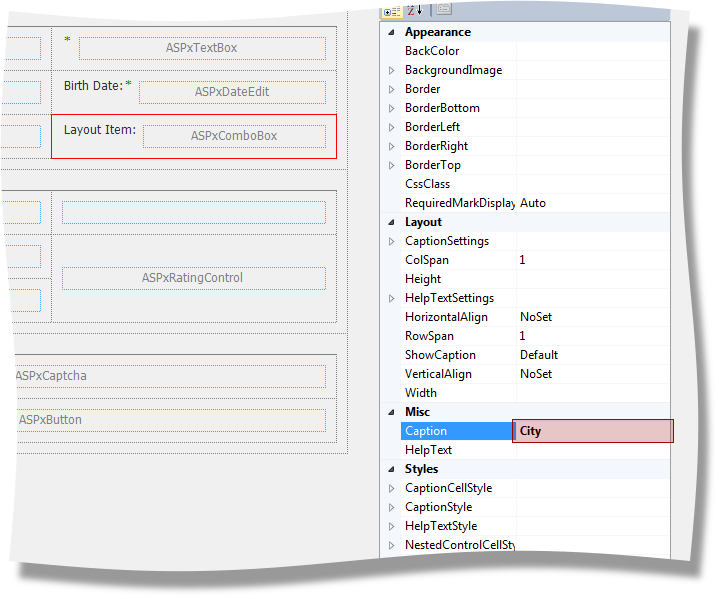 * ASPxTextBox
Birth Date:* ASPxDateEdit
Layout Item: ASPxComboBox
ASPxRatingControl
ASPxCaptcha
ASPxButton
Appearance
BackColor
BackgroundImage
Border
BorderBottom
BorderLeft
BorderRight
BorderTop
CssClass
RequiredMarkDisplay Auto
Layout
CaptionSettings
ColSpan 1
Height
HelpTextSettings
HorizontalAlign NoSet
RowSpan 1
ShowCaption Default
VerticalAlign NoSet
Width
Misc
Caption City
HelpText
Styles
CaptionCellStyle
CaptionStyle
HelpTextStyle
NestedControlCellSty